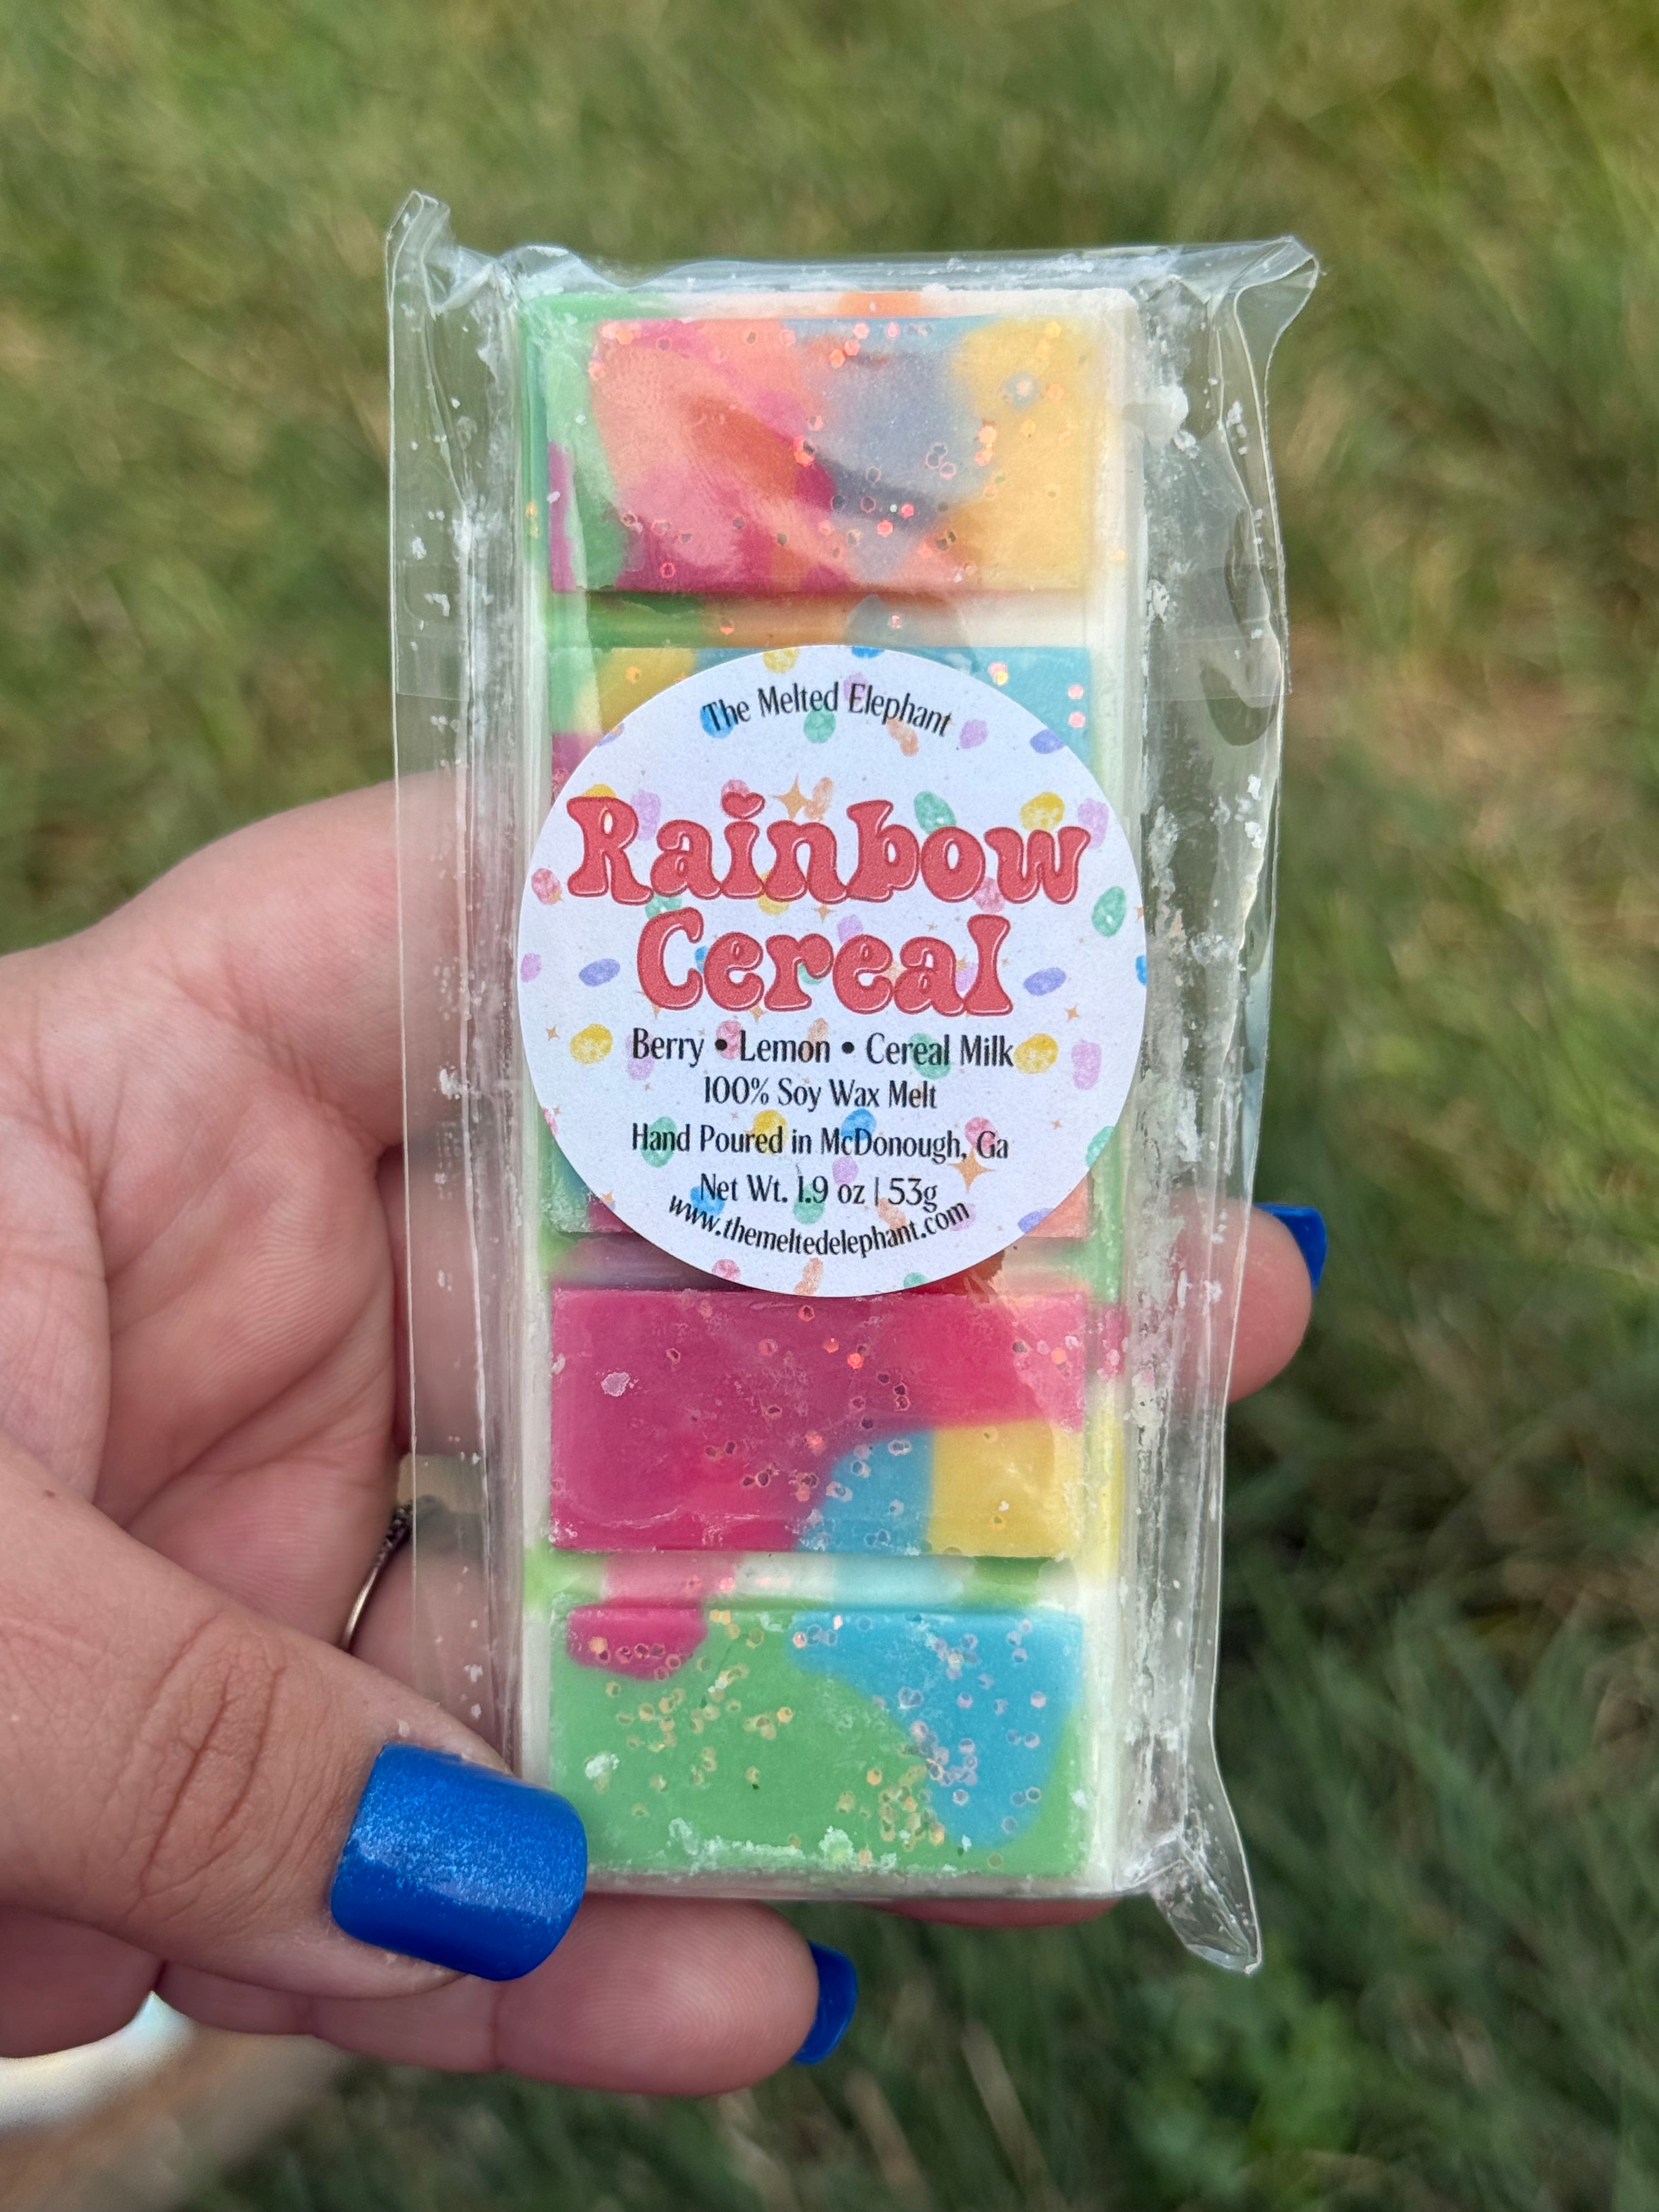 The Melted Elephant
Rainbow
Cereal
Berry • Lemon • Cereal Milk
100% Soy Wax Melt
Hand Poured in McDonough, Ga
Net Wt. 1.9 oz | 53g
www.themeltedelephant.com